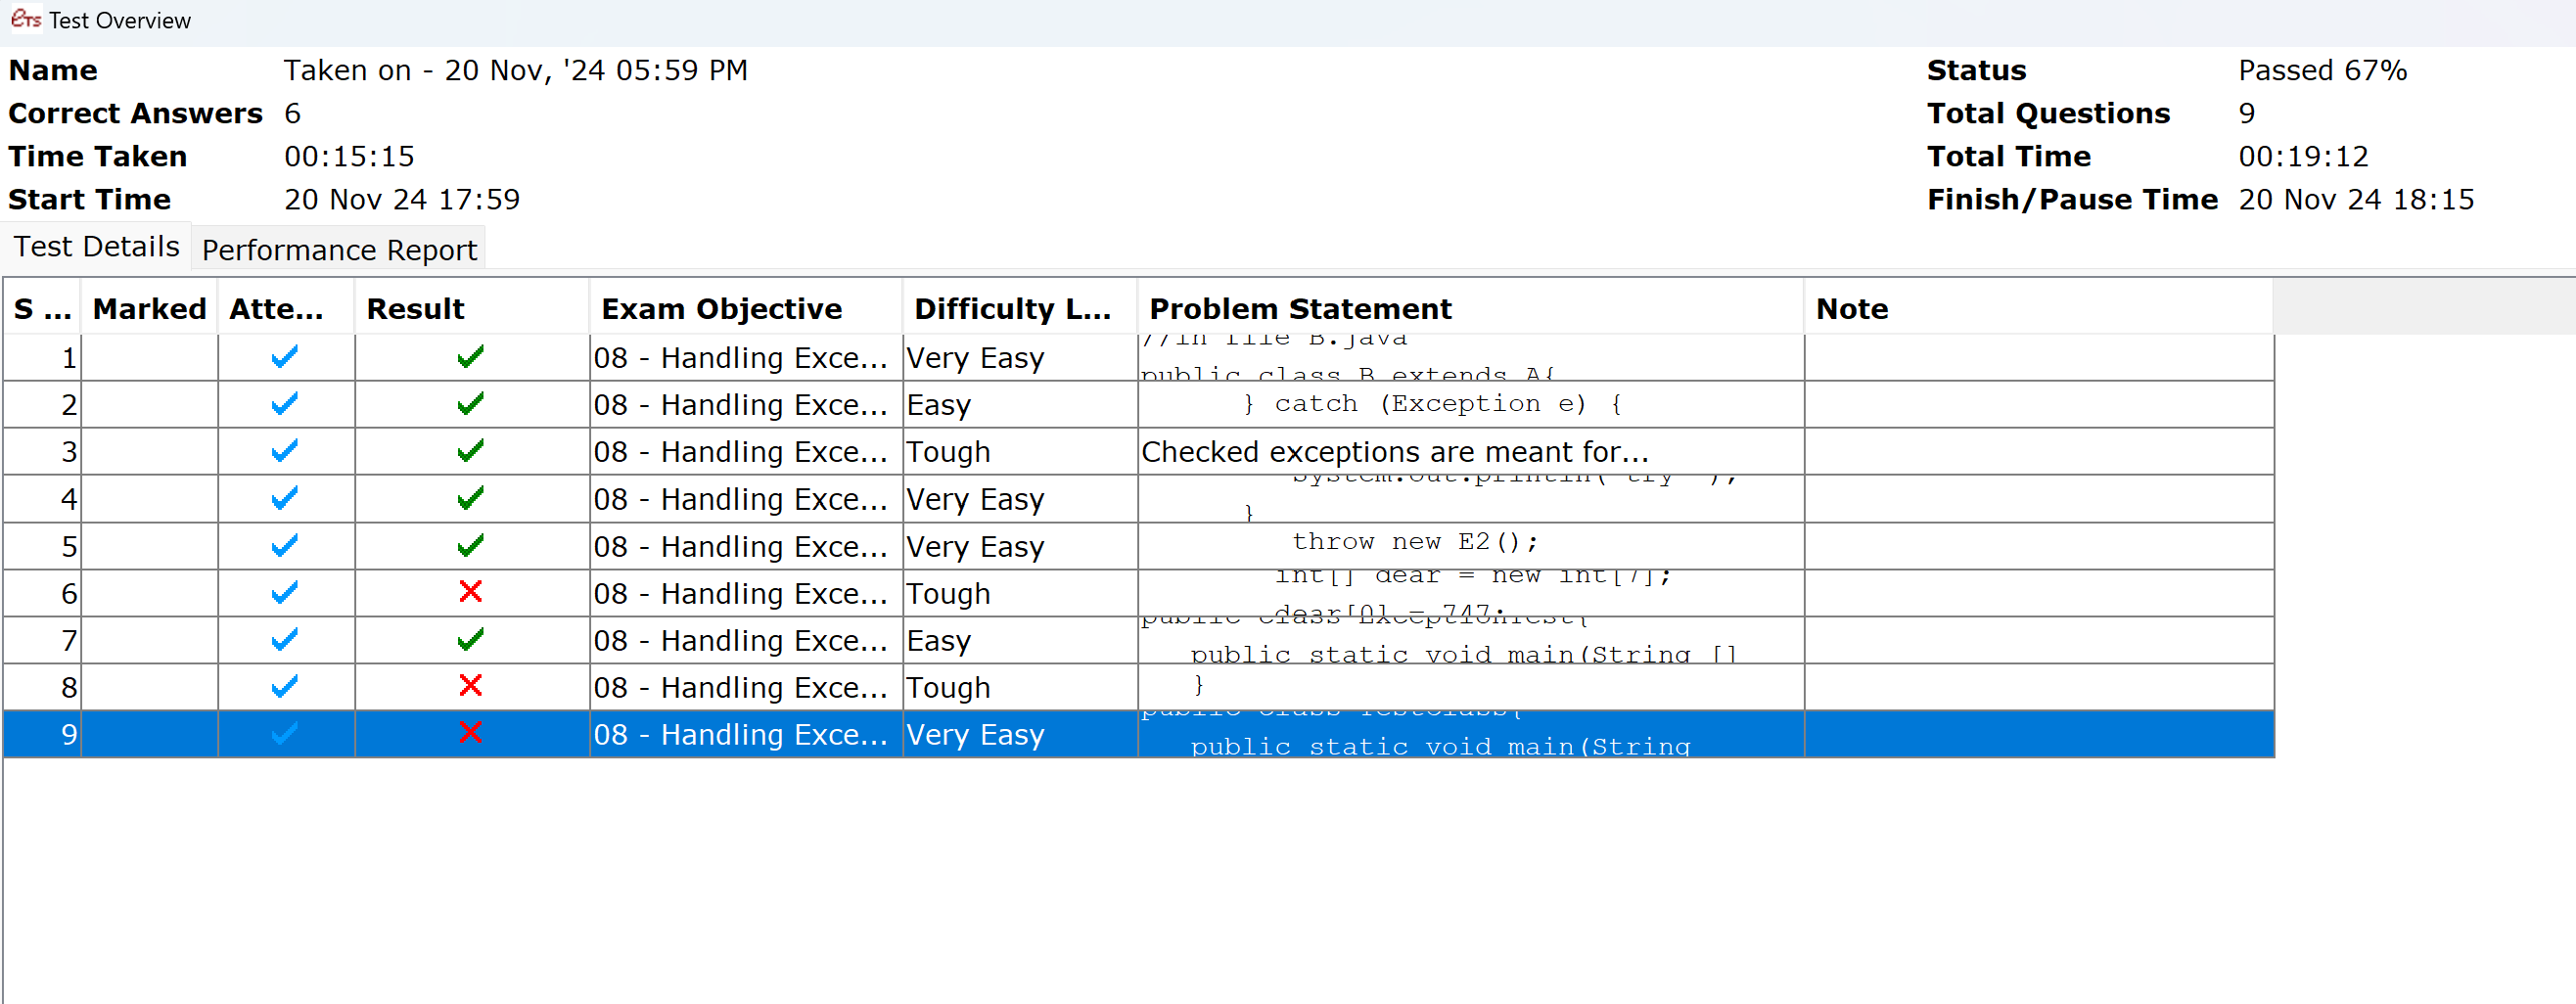 ETS Test Overview
Name Taken on - 20 Nov, '24 05:59 PM Status Passed 67%
Correct Answers 6 Total Questions 9
Time Taken 00:15:15 Total Time 00:19:12
Start Time 20 Nov 24 17:59 Finish/Pause Time 20 Nov 24 18:15
Test Details Performance Report
S ... Marked Atte... Result Exam Objective Difficulty L... Problem Statement Note
1 08 - Handling Exce... Very Easy //in file B.java
public class B extends A{
2 08 - Handling Exce... Easy } catch (Exception e) {
3 08 - Handling Exce... Tough Checked exceptions are meant for...
4 08 - Handling Exce... Very Easy System.out.println("try ");
}
5 08 - Handling Exce... Very Easy throw new E2();
6 08 - Handling Exce... Tough int[] dear = new int[7];
dear[0] = 747;
7 08 - Handling Exce... Easy public class ExceptionTest{
public static void main(String []
8 08 - Handling Exce... Tough }
9 08 - Handling Exce... Very Easy public class TestClass{
public static void main(String